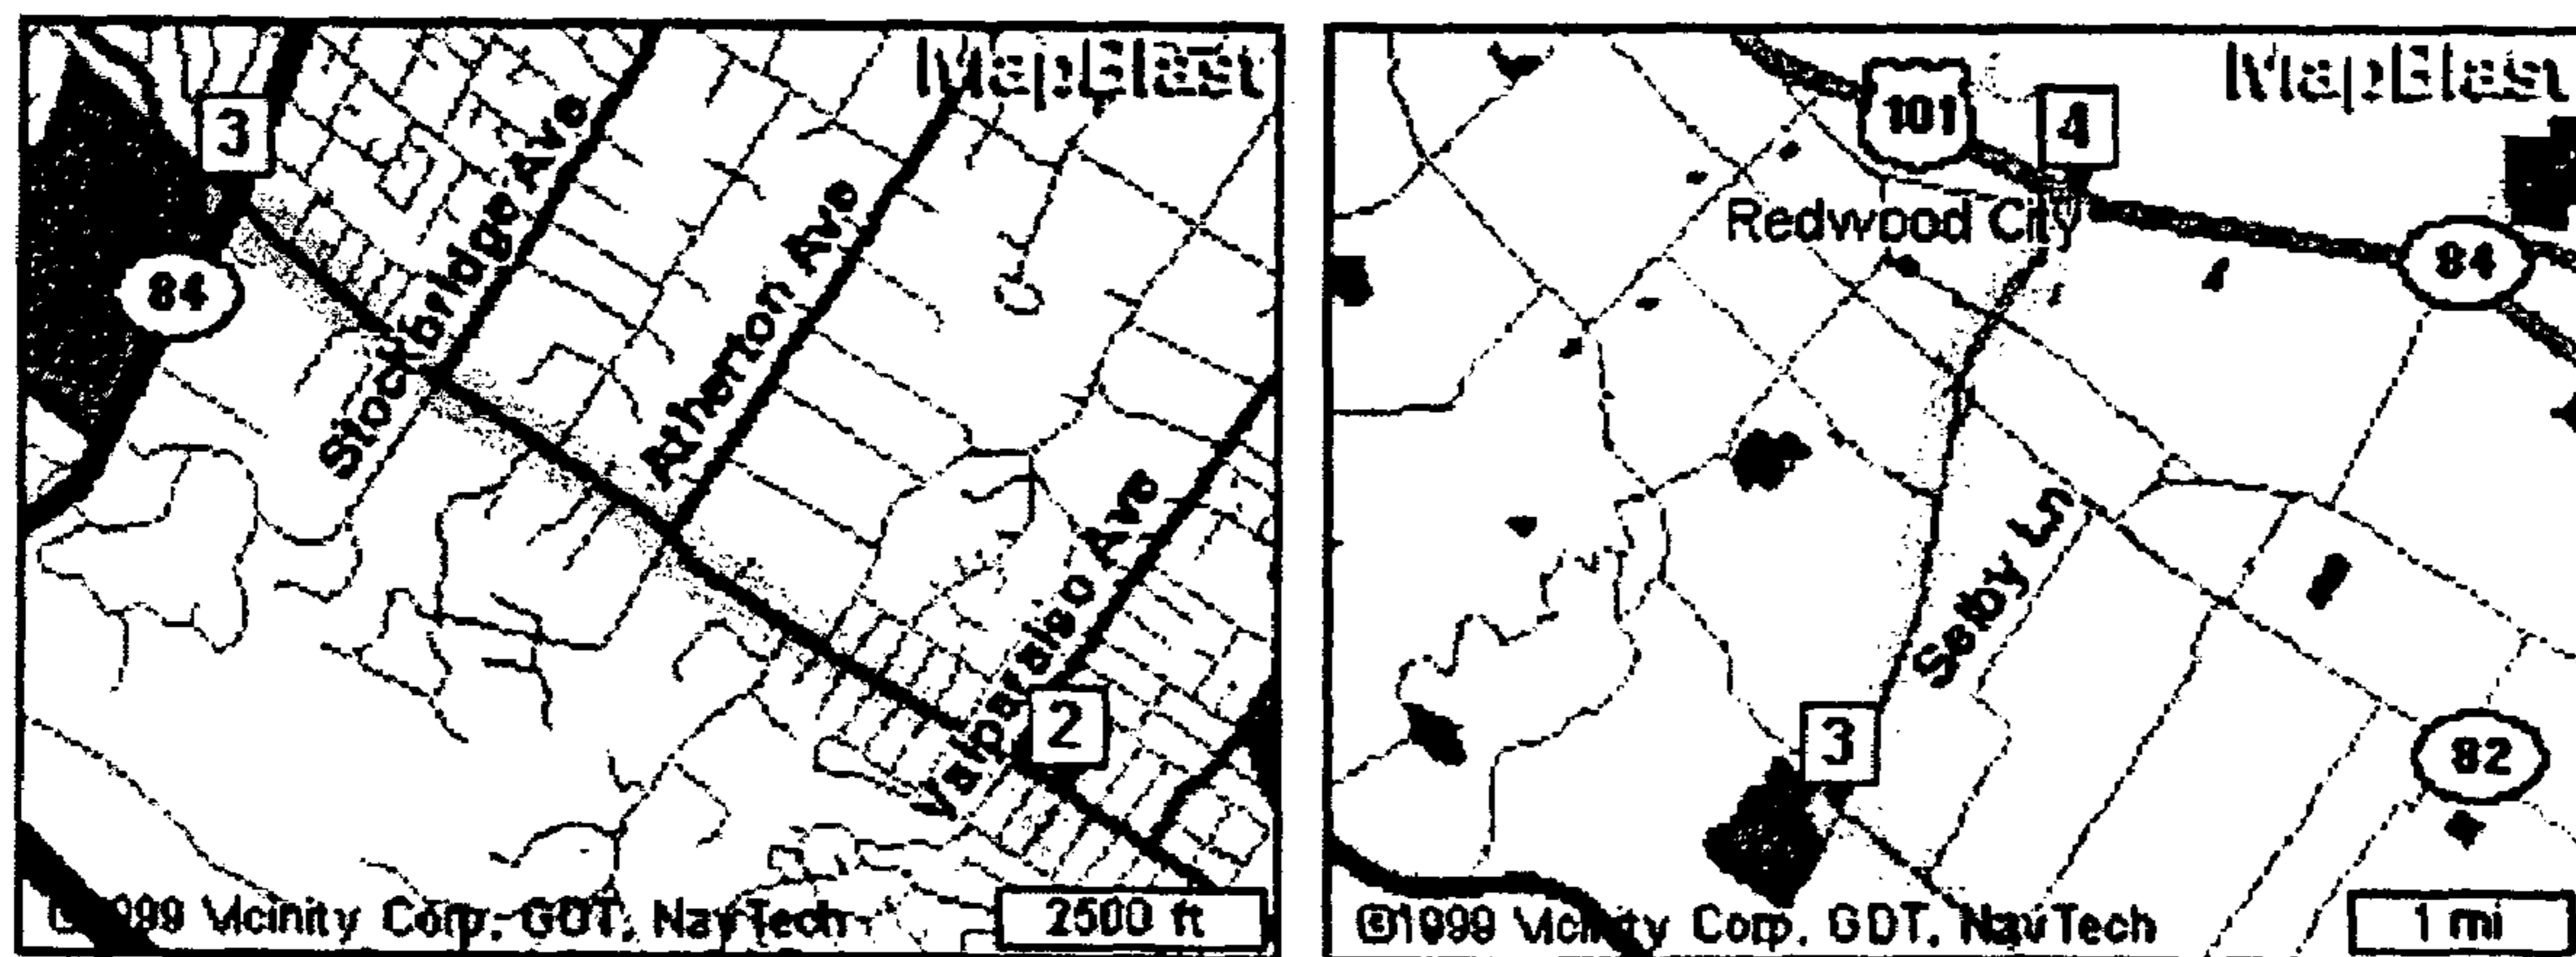 MapBlast
3
Stockbridge Ave
Atherton Ave
84
Valparaiso Ave
2
©1999 Vicinity Corp, GDT, NavTech
2500 ft
MapBlast
101
4
Redwood City
84
Selby Ln
3
82
©1999 Vicinity Corp. GDT. NavTech
1 mi